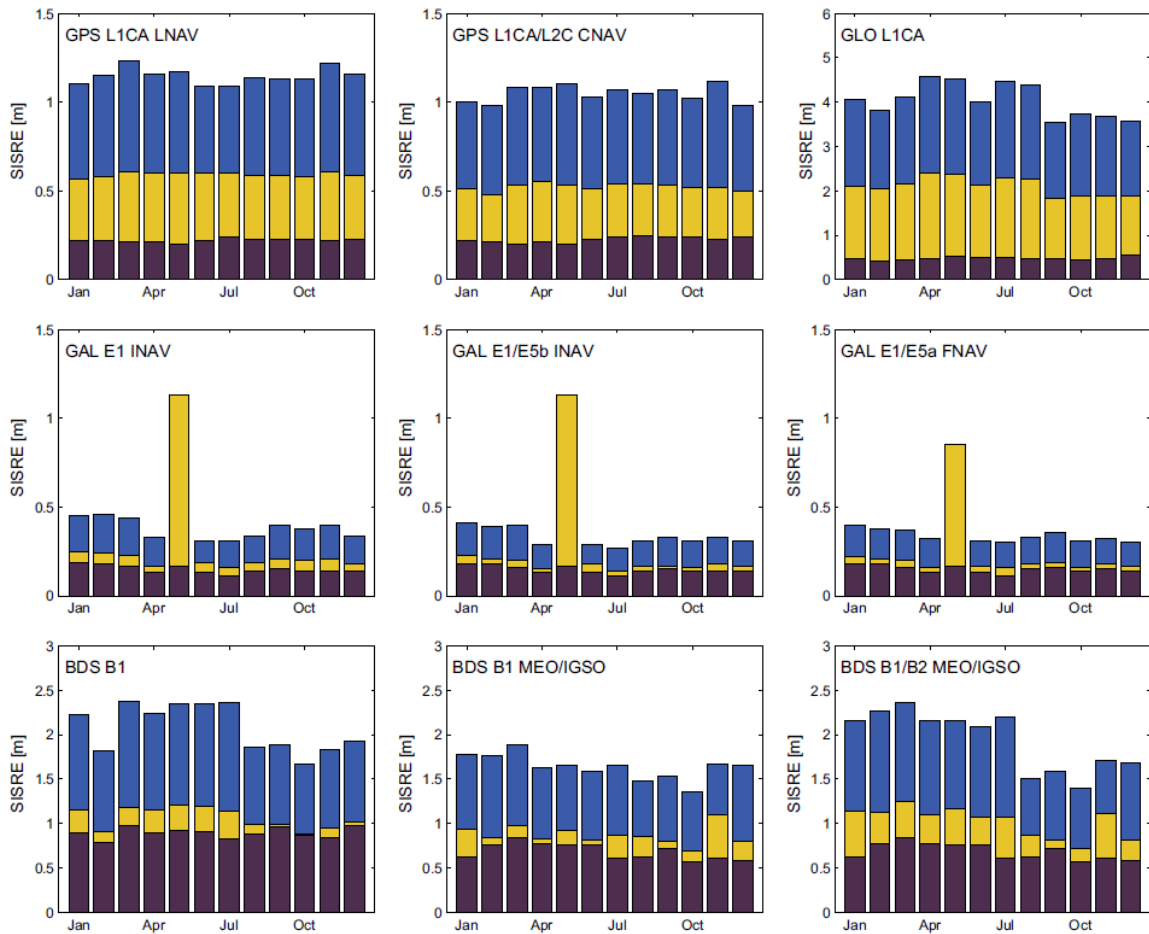 GPS L1CA LNAV
SISRE [m]
1.5
1
0.5
0
Jan Apr Jul Oct
GPS L1CA/L2C CNAV
SISRE [m]
1.5
1
0.5
0
Jan Apr Jul Oct
GLO L1CA
SISRE [m]
6
5
4
3
2
1
0
Jan Apr Jul Oct
GAL E1 INAV
SISRE [m]
1.5
1
0.5
0
Jan Apr Jul Oct
GAL E1/E5b INAV
SISRE [m]
1.5
1
0.5
0
Jan Apr Jul Oct
GAL E1/E5a FNAV
SISRE [m]
1.5
1
0.5
0
Jan Apr Jul Oct
BDS B1
SISRE [m]
3
2.5
2
1.5
1
0.5
0
Jan Apr Jul Oct
BDS B1 MEO/IGSO
SISRE [m]
3
2.5
2
1.5
1
0.5
0
Jan Apr Jul Oct
BDS B1/B2 MEO/IGSO
SISRE [m]
3
2.5
2
1.5
1
0.5
0
Jan Apr Jul Oct